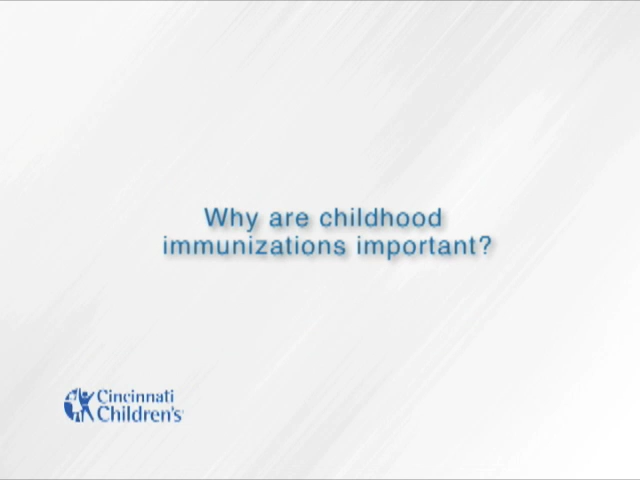 Why are childhood
immunizations important?
Cincinnati
Children's